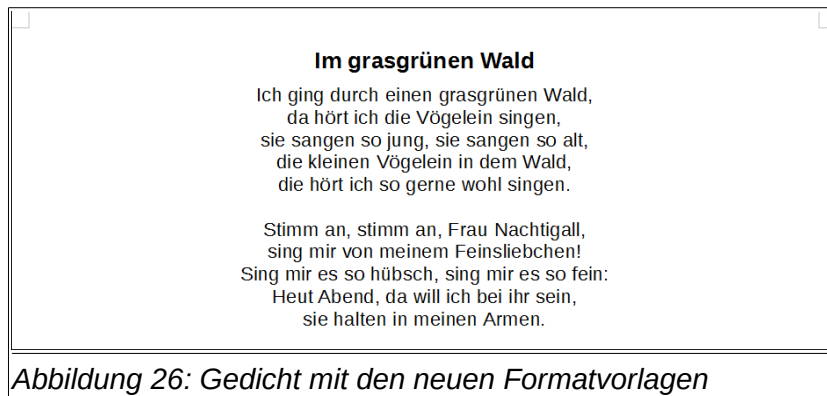 Im grasgrünen Wald
Ich ging durch einen grasgrünen Wald,
da hört ich die Vögelein singen,
sie sangen so jung, sie sangen so alt,
die kleinen Vögelein in dem Wald,
die hört ich so gerne wohl singen.
Stimm an, stimm an, Frau Nachtigall,
sing mir von meinem Feinsliebchen!
Sing mir es so hübsch, sing mir es so fein:
Heut Abend, da will ich bei ihr sein,
sie halten in meinen Armen.
Abbildung 26: Gedicht mit den neuen Formatvorlagen